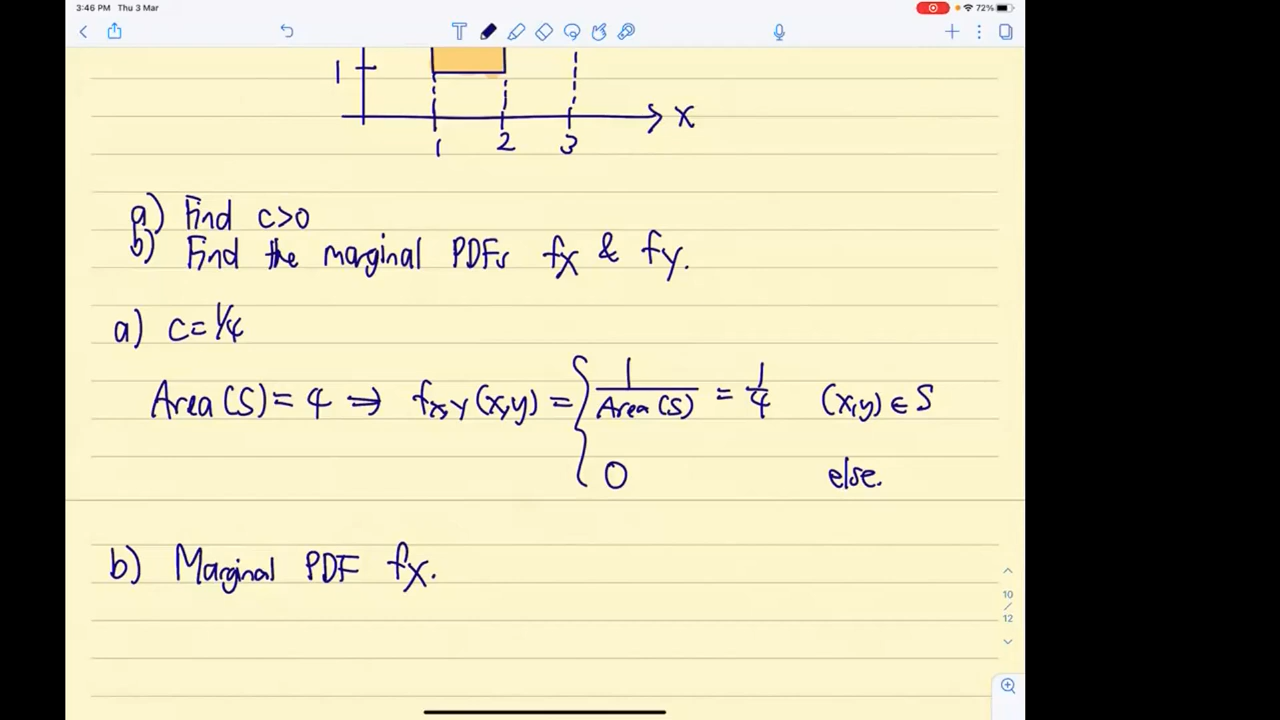 3:46 PM Thu 3 Mar
72%
1
x
1 2 3
a) Find c>0
b) Find the marginal PDFs fx & fy.
a) c=1/4
Area(S) = 4 ⇒ fx,y(x,y) = { 1/Area(S) = 1/4 (x,y) ∈ S
0 else.
b) Marginal PDF fx.
10
/
12